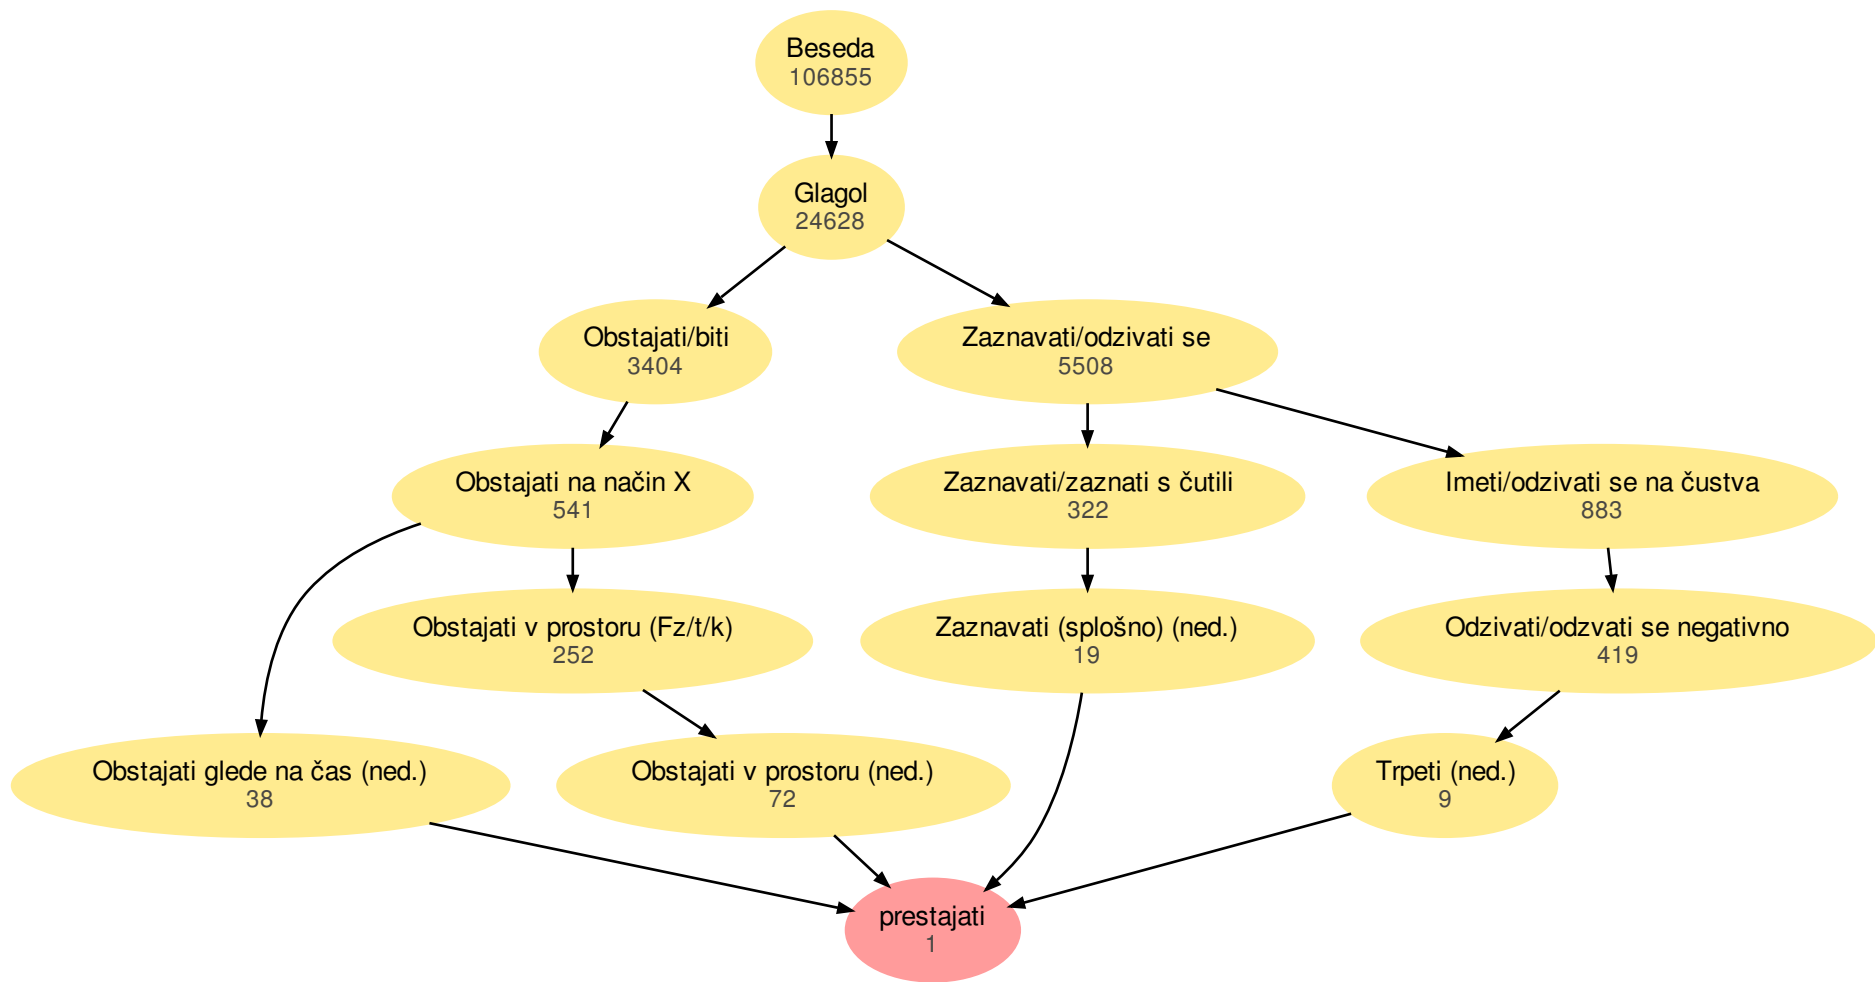 Beseda
106855
Glagol
24628
Obstajati/biti
3404
Zaznavati/odzivati se
5508
Obstajati na način X
541
Zaznavati/zaznati s čutili
322
Imeti/odzivati se na čustva
883
Obstajati v prostoru (Fz/t/k)
252
Zaznavati (splošno) (ned.)
19
Odzivati/odzvati se negativno
419
Obstajati glede na čas (ned.)
38
Obstajati v prostoru (ned.)
72
Trpeti (ned.)
9
prestajati
1